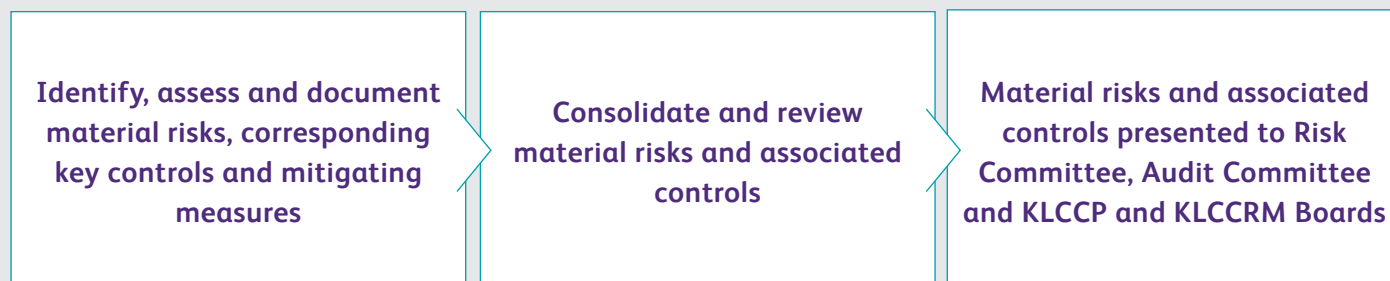 Identify, assess and document
material risks, corresponding
key controls and mitigating
measures
Consolidate and review
material risks and associated
controls
Material risks and associated
controls presented to Risk
Committee, Audit Committee
and KLCCP and KLCCRM Boards